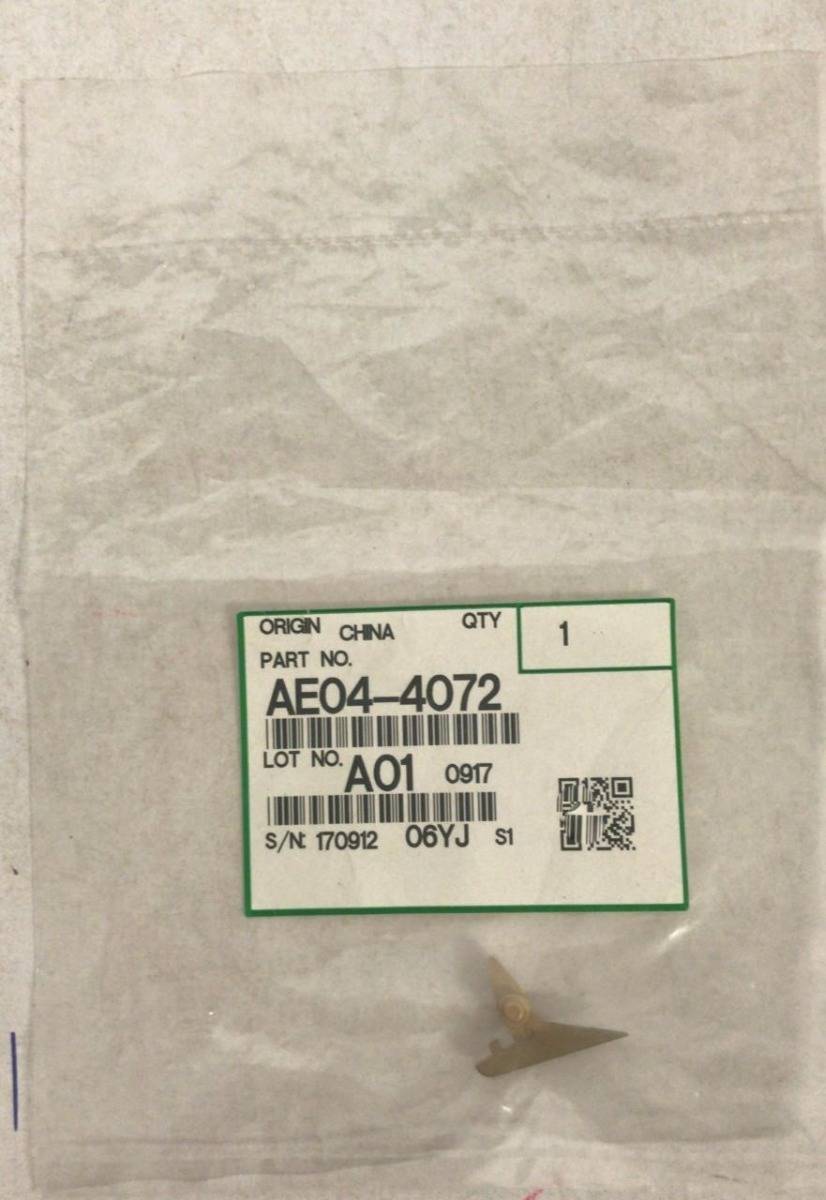 ORIGIN CHINA QTY 1
PART NO.
AE04-4072
LOT NO. A01 0917
S/N: 170912 06YJ S1